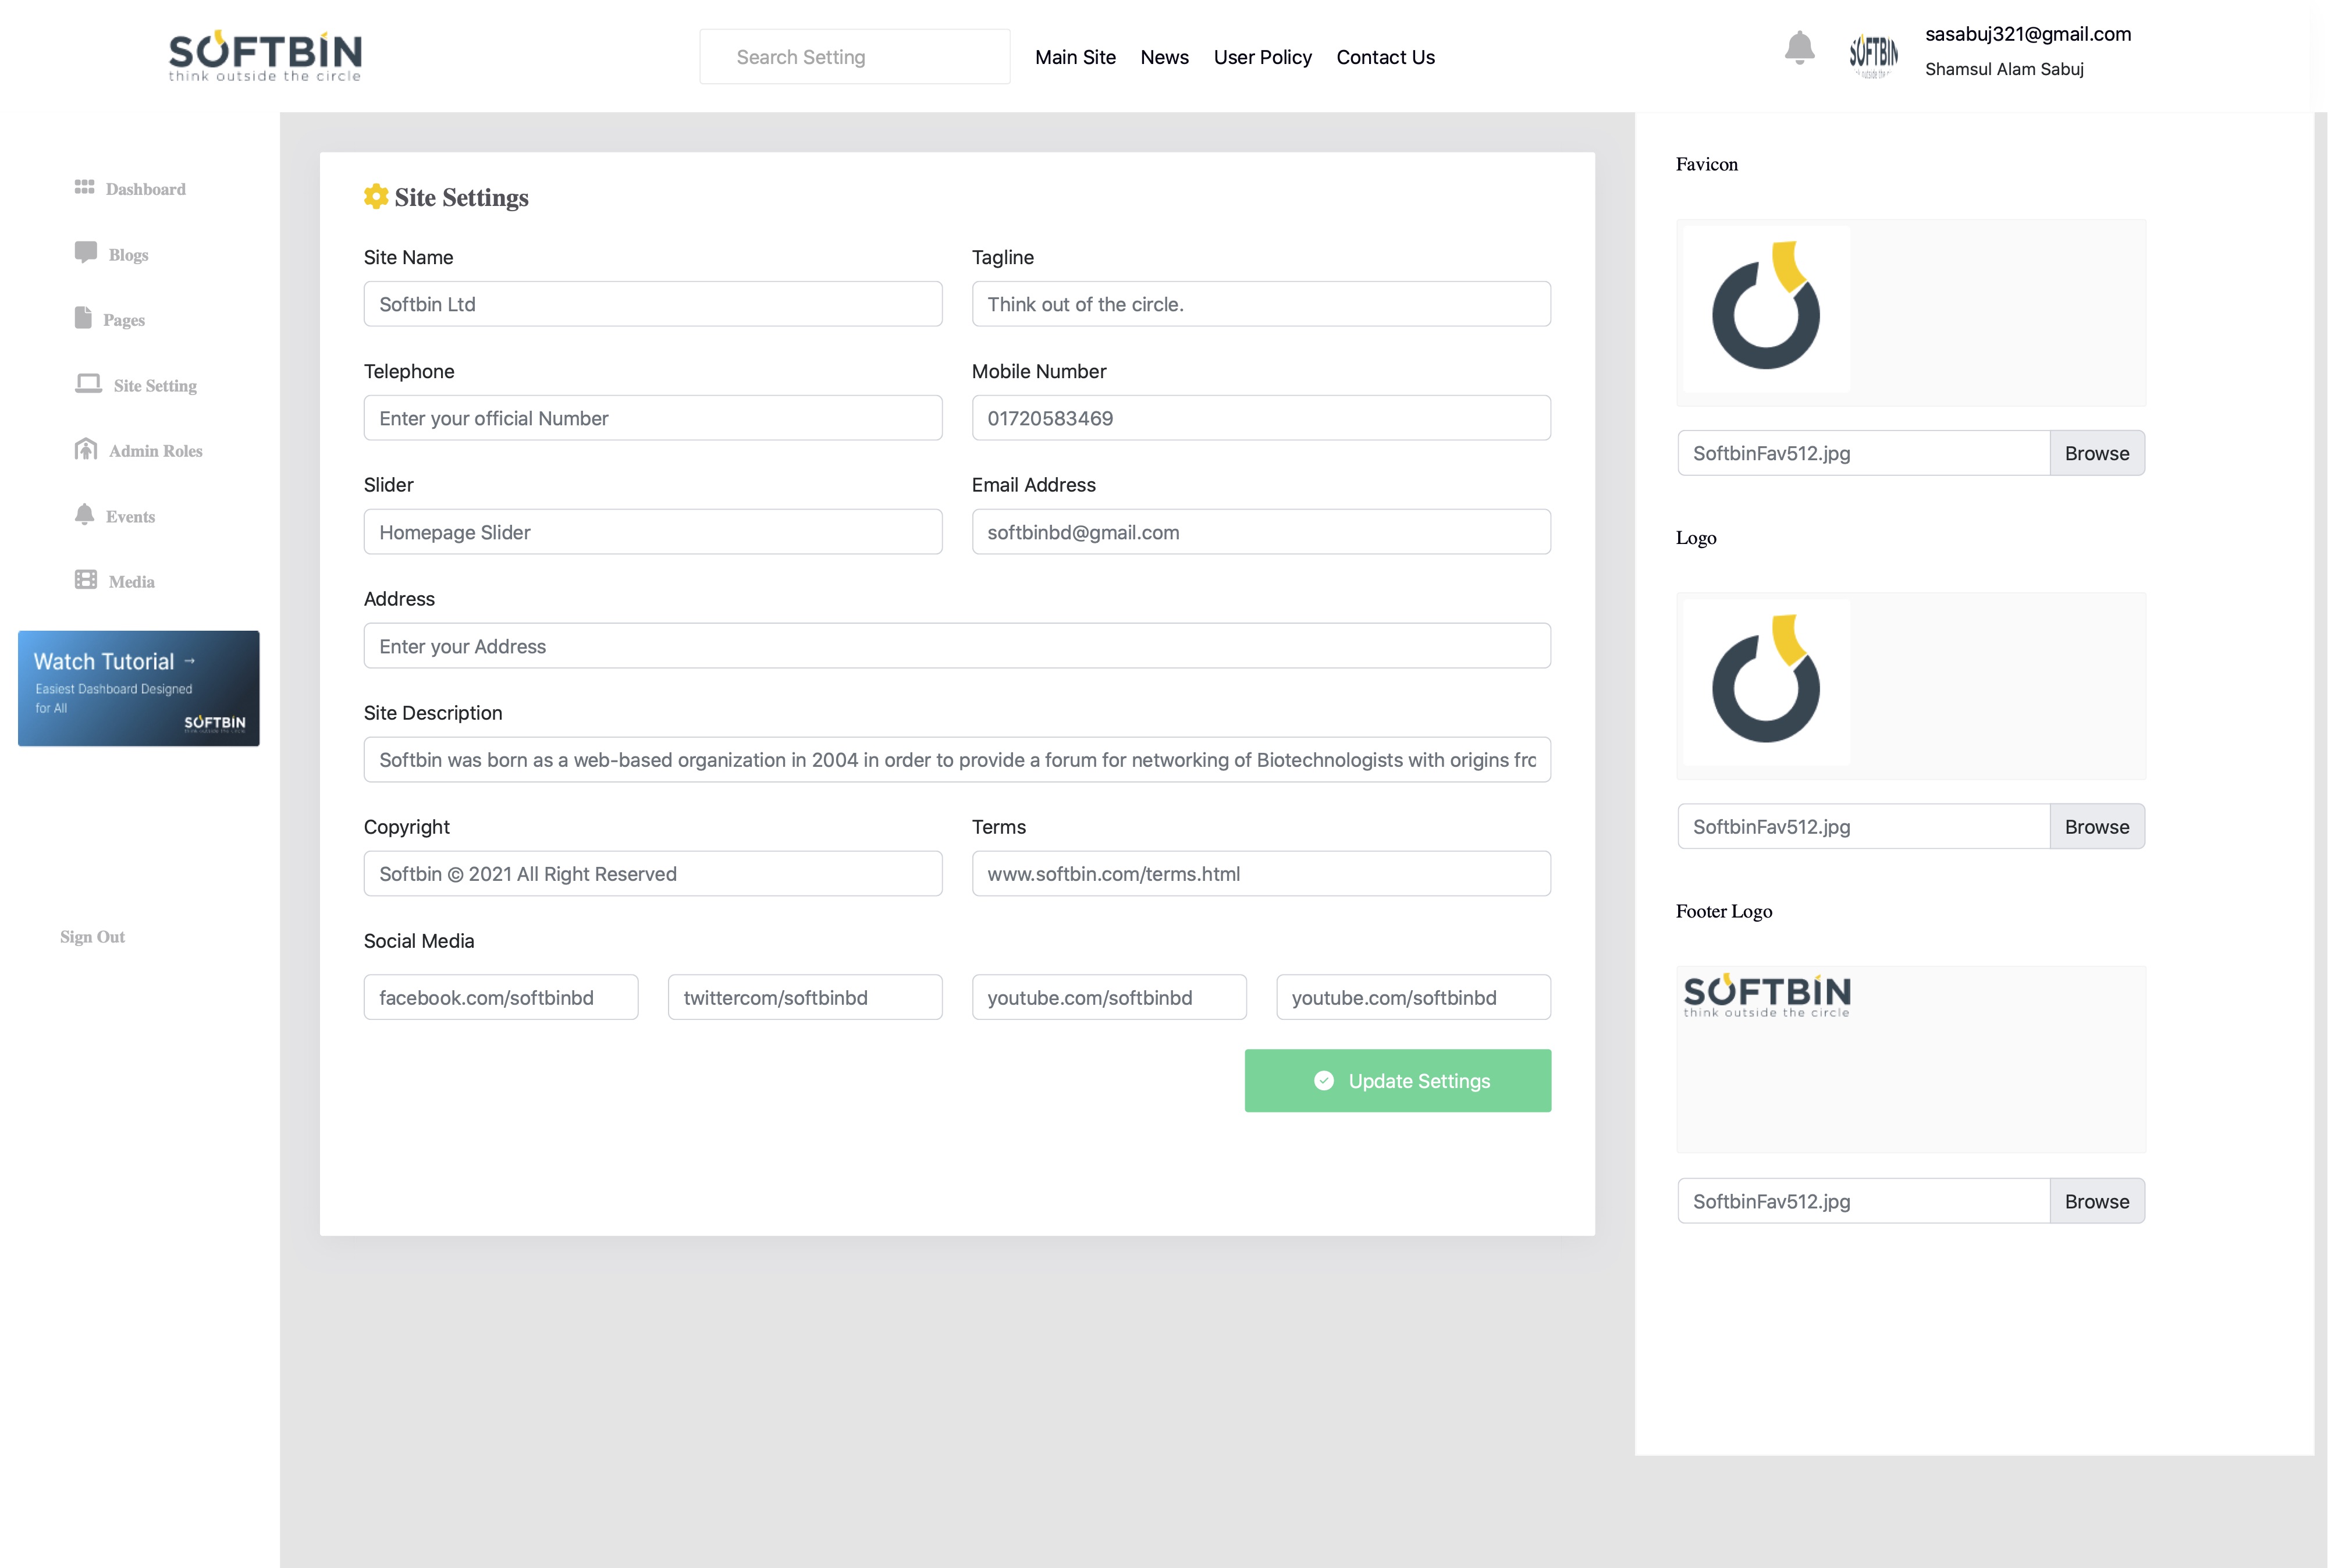 SOFTBIN
think outside the circle
Search Setting
Main Site
News
User Policy
Contact Us
SOFTBIN
sasabuj321@gmail.com
Shamsul Alam Sabuj
Dashboard
Blogs
Pages
Site Setting
Admin Roles
Events
Media
Watch Tutorial →
Easiest Dashboard Designed
for All
SOFTBIN
Sign Out
Site Settings
Site Name
Tagline
Softbin Ltd
Think out of the circle.
Telephone
Mobile Number
Enter your official Number
01720583469
Slider
Email Address
Homepage Slider
softbinbd@gmail.com
Address
Enter your Address
Site Description
Softbin was born as a web-based organization in 2004 in order to provide a forum for networking of Biotechnologists with origins fro
Copyright
Terms
Softbin © 2021 All Right Reserved
www.softbin.com/terms.html
Social Media
facebook.com/softbinbd
twittercom/softbinbd
youtube.com/softbinbd
youtube.com/softbinbd
Update Settings
Favicon
SoftbinFav512.jpg
Browse
Logo
SoftbinFav512.jpg
Browse
Footer Logo
SOFTBIN
think outside the circle
SoftbinFav512.jpg
Browse